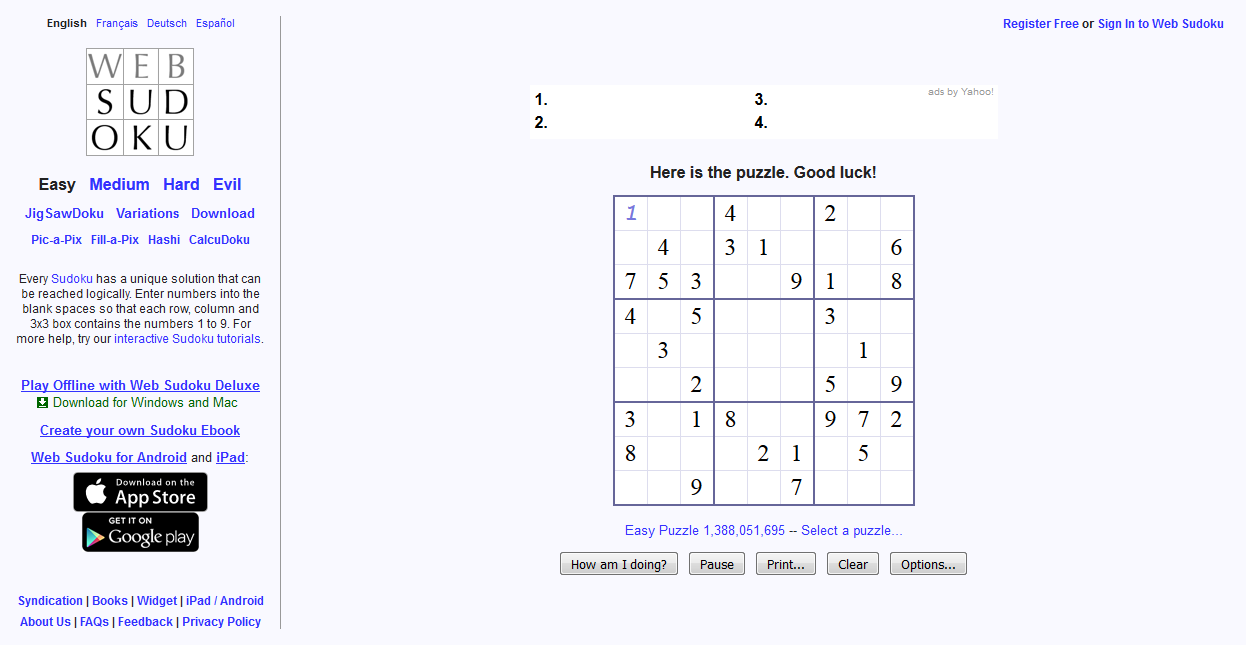 English Français Deutsch Español
Register Free or Sign In to Web Sudoku
WEB
SUD
OKU
1. 3. ads by Yahoo!
2. 4.
Easy Medium Hard Evil
JigSawDoku Variations Download
Pic-a-Pix Fill-a-Pix Hashi CalcuDoku
Every Sudoku has a unique solution that can
be reached logically. Enter numbers into the
blank spaces so that each row, column and
3x3 box contains the numbers 1 to 9. For
more help, try our interactive Sudoku tutorials.
Play Offline with Web Sudoku Deluxe
Download for Windows and Mac
Create your own Sudoku Ebook
Web Sudoku for Android and iPad:
Download on the
App Store
GET IT ON
Google play
Syndication | Books | Widget | iPad / Android
About Us | FAQs | Feedback | Privacy Policy
Here is the puzzle. Good luck!
1 4 2
4 3 1 6
7 5 3 9 1 8
4 5 3
3 1
2 5 9
3 1 8 9 7 2
8 2 1 5
9 7
Easy Puzzle 1,388,051,695 -- Select a puzzle...
How am I doing? Pause Print... Clear Options...